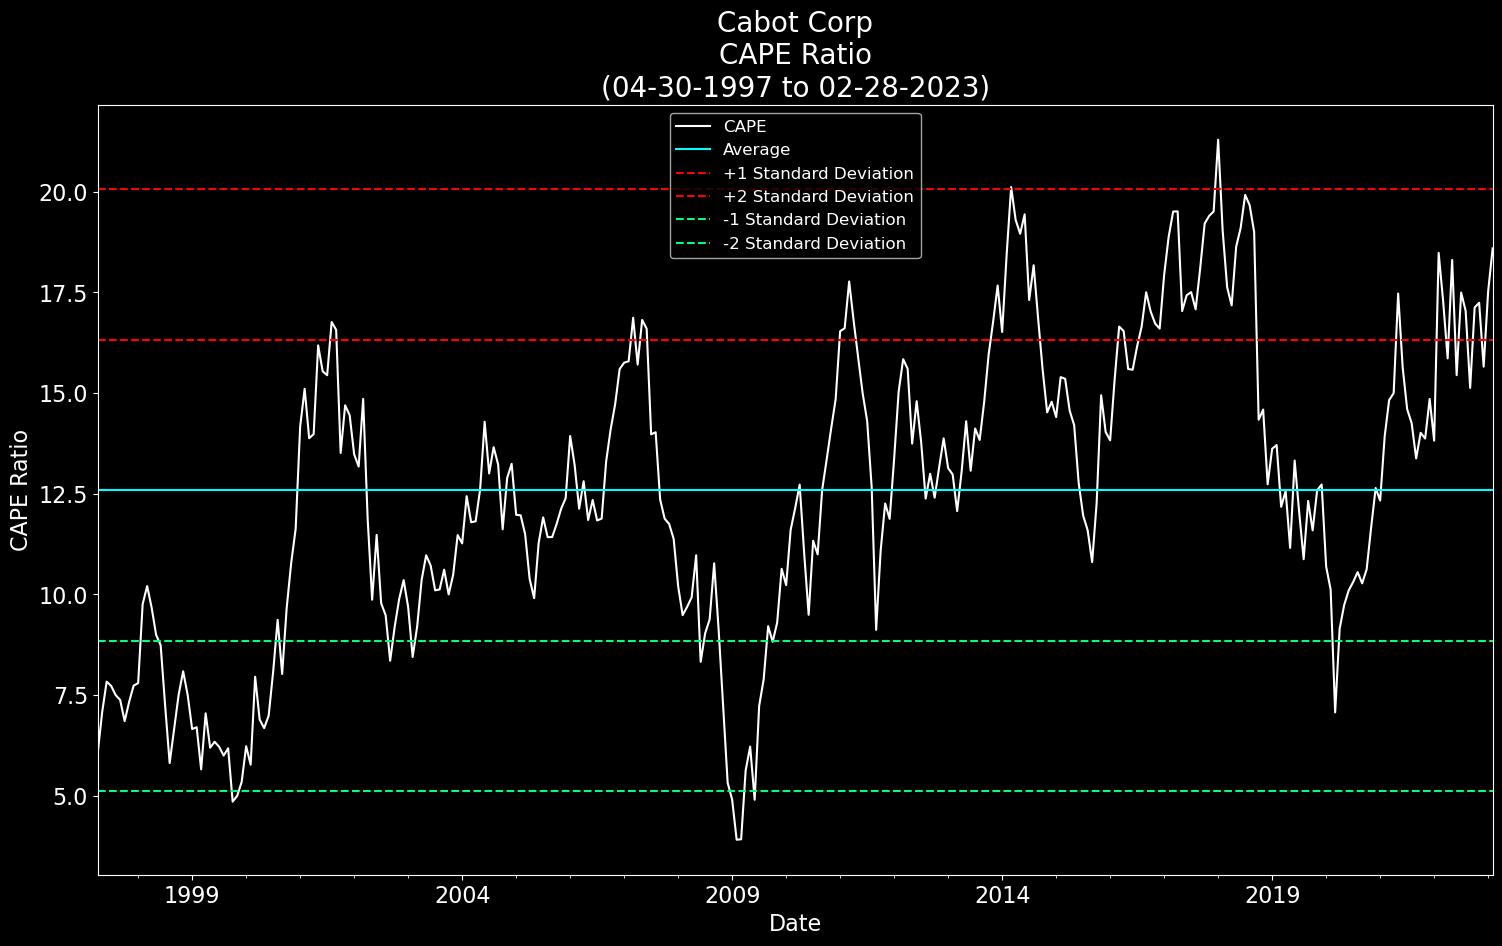 Cabot Corp
CAPE Ratio
(04-30-1997 to 02-28-2023)
CAPE
Average
+1 Standard Deviation
+2 Standard Deviation
-1 Standard Deviation
-2 Standard Deviation
20.0
17.5
15.0
12.5
10.0
7.5
5.0
CAPE Ratio
1999 2004 2009 2014 2019
Date